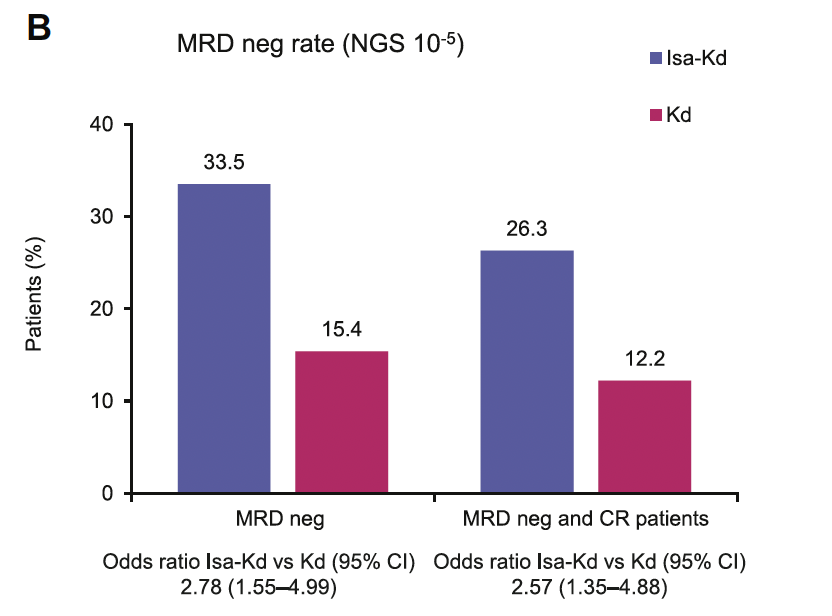 B
MRD neg rate (NGS 10⁻⁵)
Isa-Kd
Kd
Patients (%)
40
30
20
10
0
33.5
15.4
26.3
12.2
MRD neg
MRD neg and CR patients
Odds ratio Isa-Kd vs Kd (95% CI)
2.78 (1.55–4.99)
Odds ratio Isa-Kd vs Kd (95% CI)
2.57 (1.35–4.88)